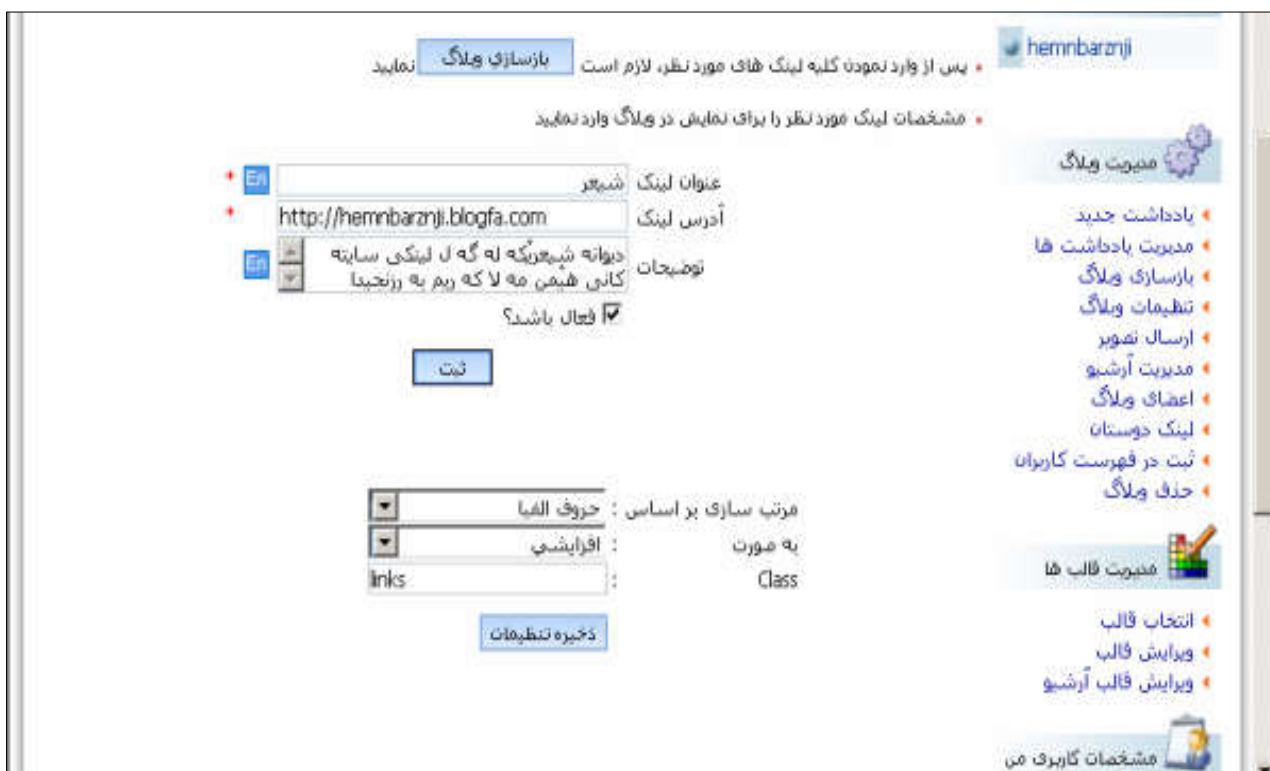 hemnbarznji
پس از وارد نمودن کلیه لینک های مورد نظر، لازم است بازسازی وبلاگ نمایید
مشخصات لینک مورد نظر را برای نمایش در وبلاگ وارد نمایید
عنوان لینک شیعر En *
آدرس لینک http://hemnbarznji.blogfa.com *
توضیحات
دیوانه شیعریکه له گه ل لینکی سایته
کانی هیمن مه لا که ریم به رزنجیدا
En
فعال باشد؟
ثبت
مرتب سازی بر اساس : حروف الفبا
به صورت : افزایشی
Class : links
ذخیره تنظیمات
مدیریت وبلاگ
یادداشت جدید
مدیریت یادداشت ها
بازسازی وبلاگ
تنظیمات وبلاگ
ارسال تصویر
مدیریت آرشیو
اعضای وبلاگ
لینک دوستان
ثبت در فهرست کاربران
حذف وبلاگ
مدیریت قالب ها
انتخاب قالب
ویرایش قالب
ویرایش قالب آرشیو
مشخصات کاربری من